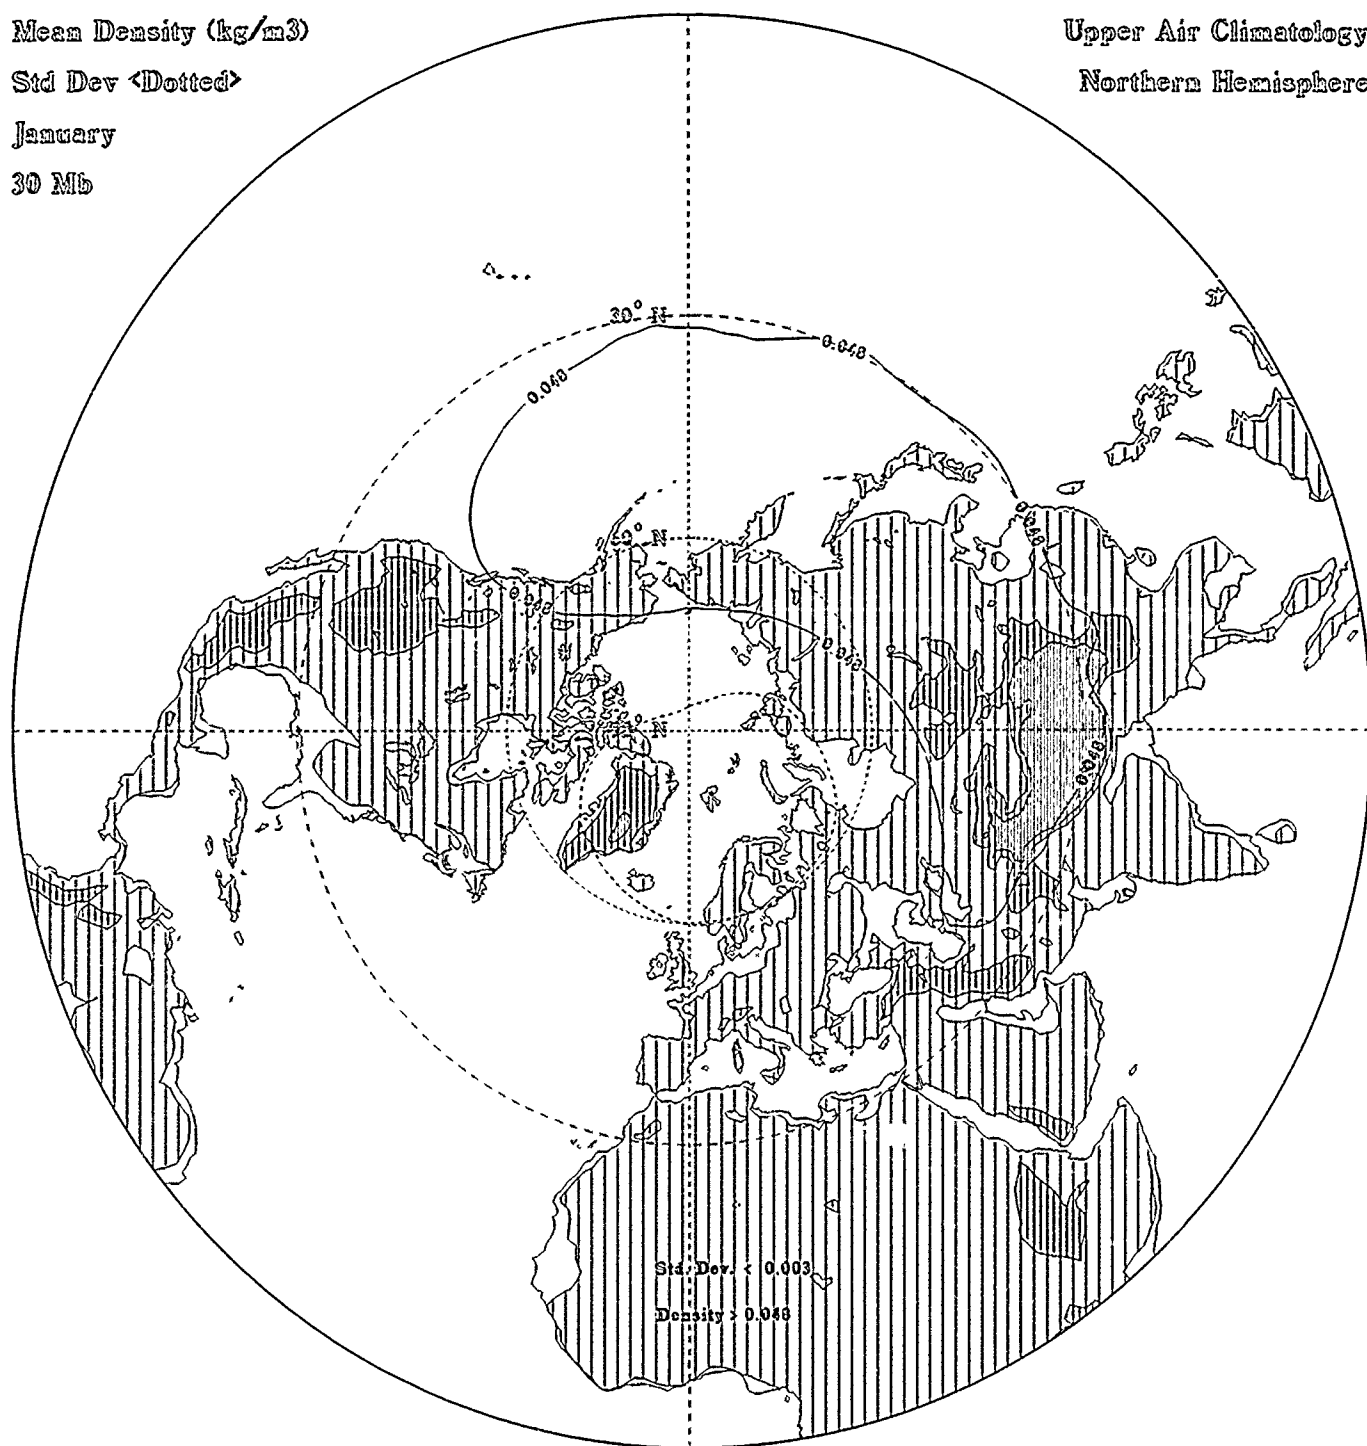 Mean Density (kg/m3)
Std Dev <Dotted>
January
30 Mb
Upper Air Climatology
Northern Hemisphere
30° N
0.048
0.048
0.048
° N
0.048
0.048
° N
0.048
Std. Dev. < 0.003
Density > 0.048